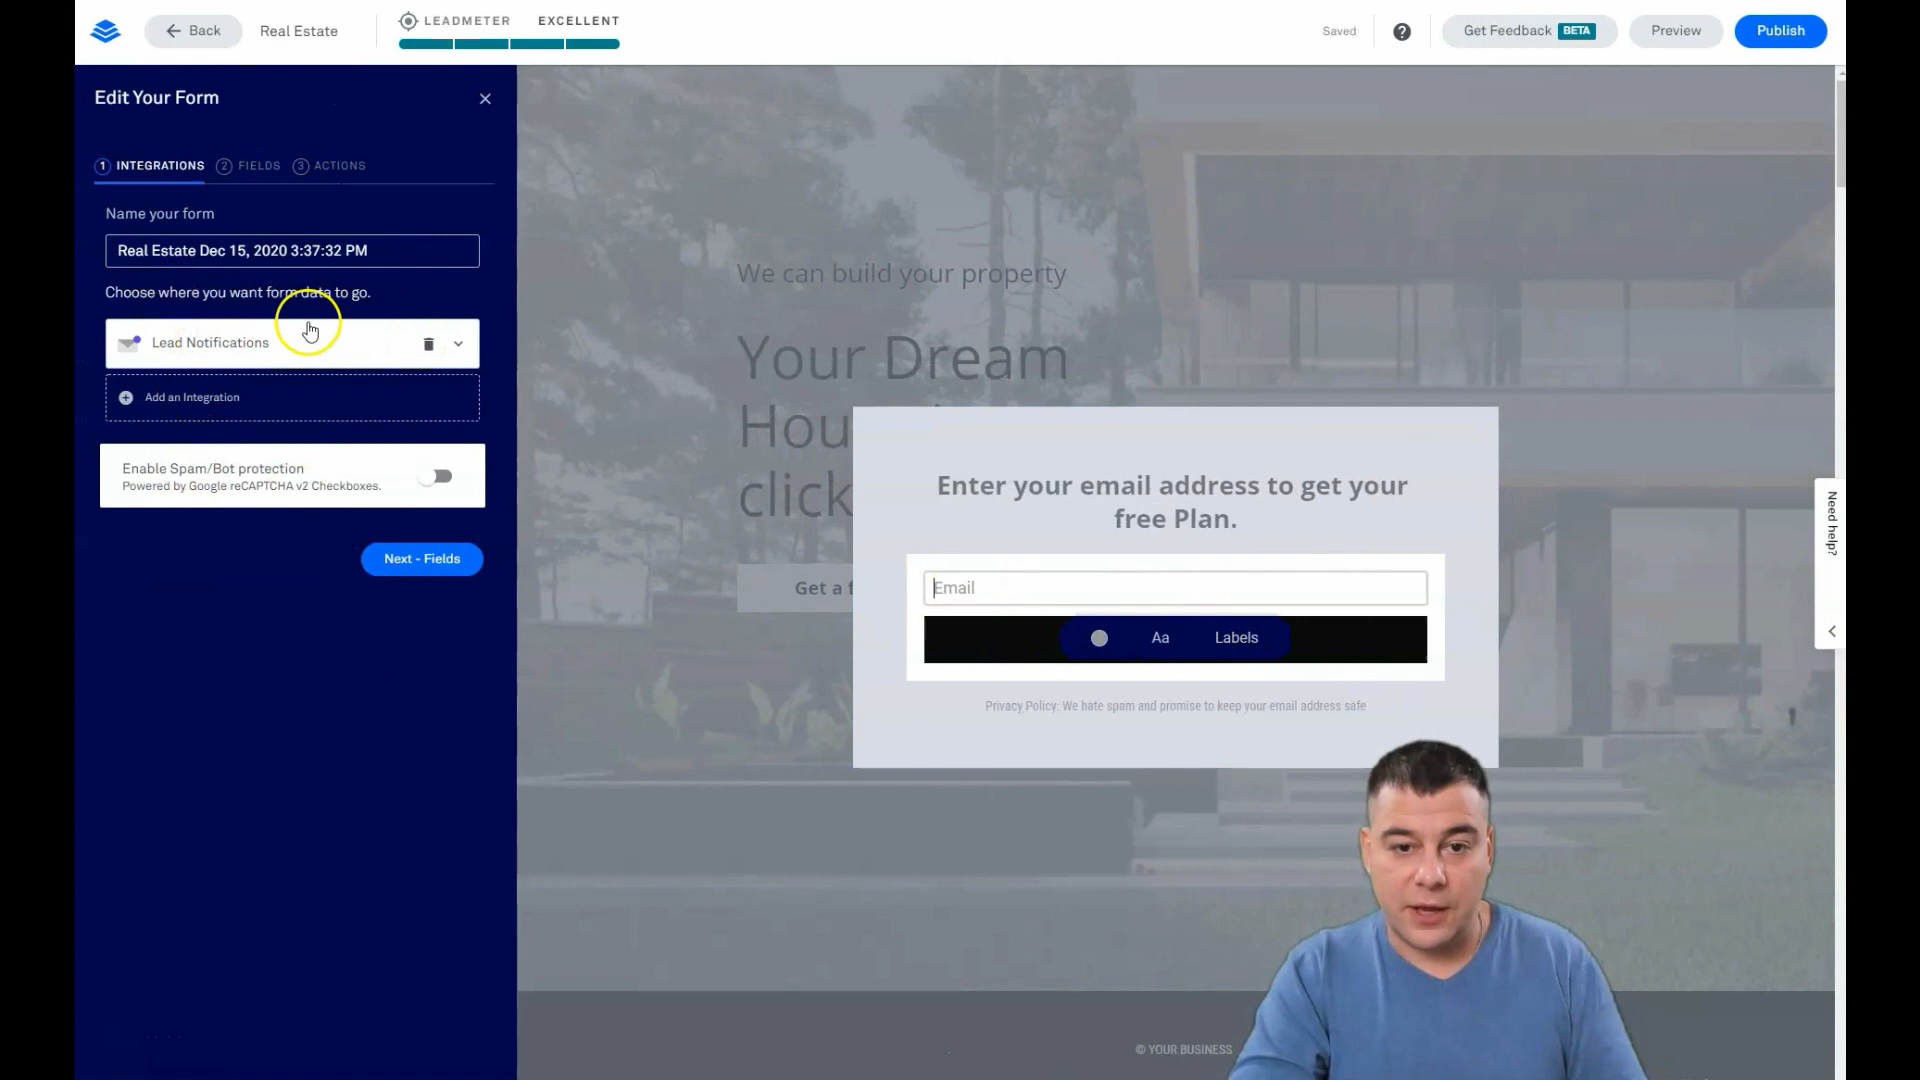 Back
Real Estate
LEADMETER EXCELLENT
Saved
?
Get Feedback BETA
Preview
Publish
Edit Your Form
1 INTEGRATIONS 2 FIELDS 3 ACTIONS
Name your form
Real Estate Dec 15, 2020 3:37:32 PM
Choose where you want form data to go.
Lead Notifications
Add an Integration
Enable Spam/Bot protection
Powered by Google reCAPTCHA v2 Checkboxes.
Next - Fields
We can build your property
Your Dream
Hou
click
Get a f
Enter your email address to get your
free Plan.
Email
Aa Labels
Privacy Policy: We hate spam and promise to keep your email address safe
Need help?
© YOUR BUSINESS